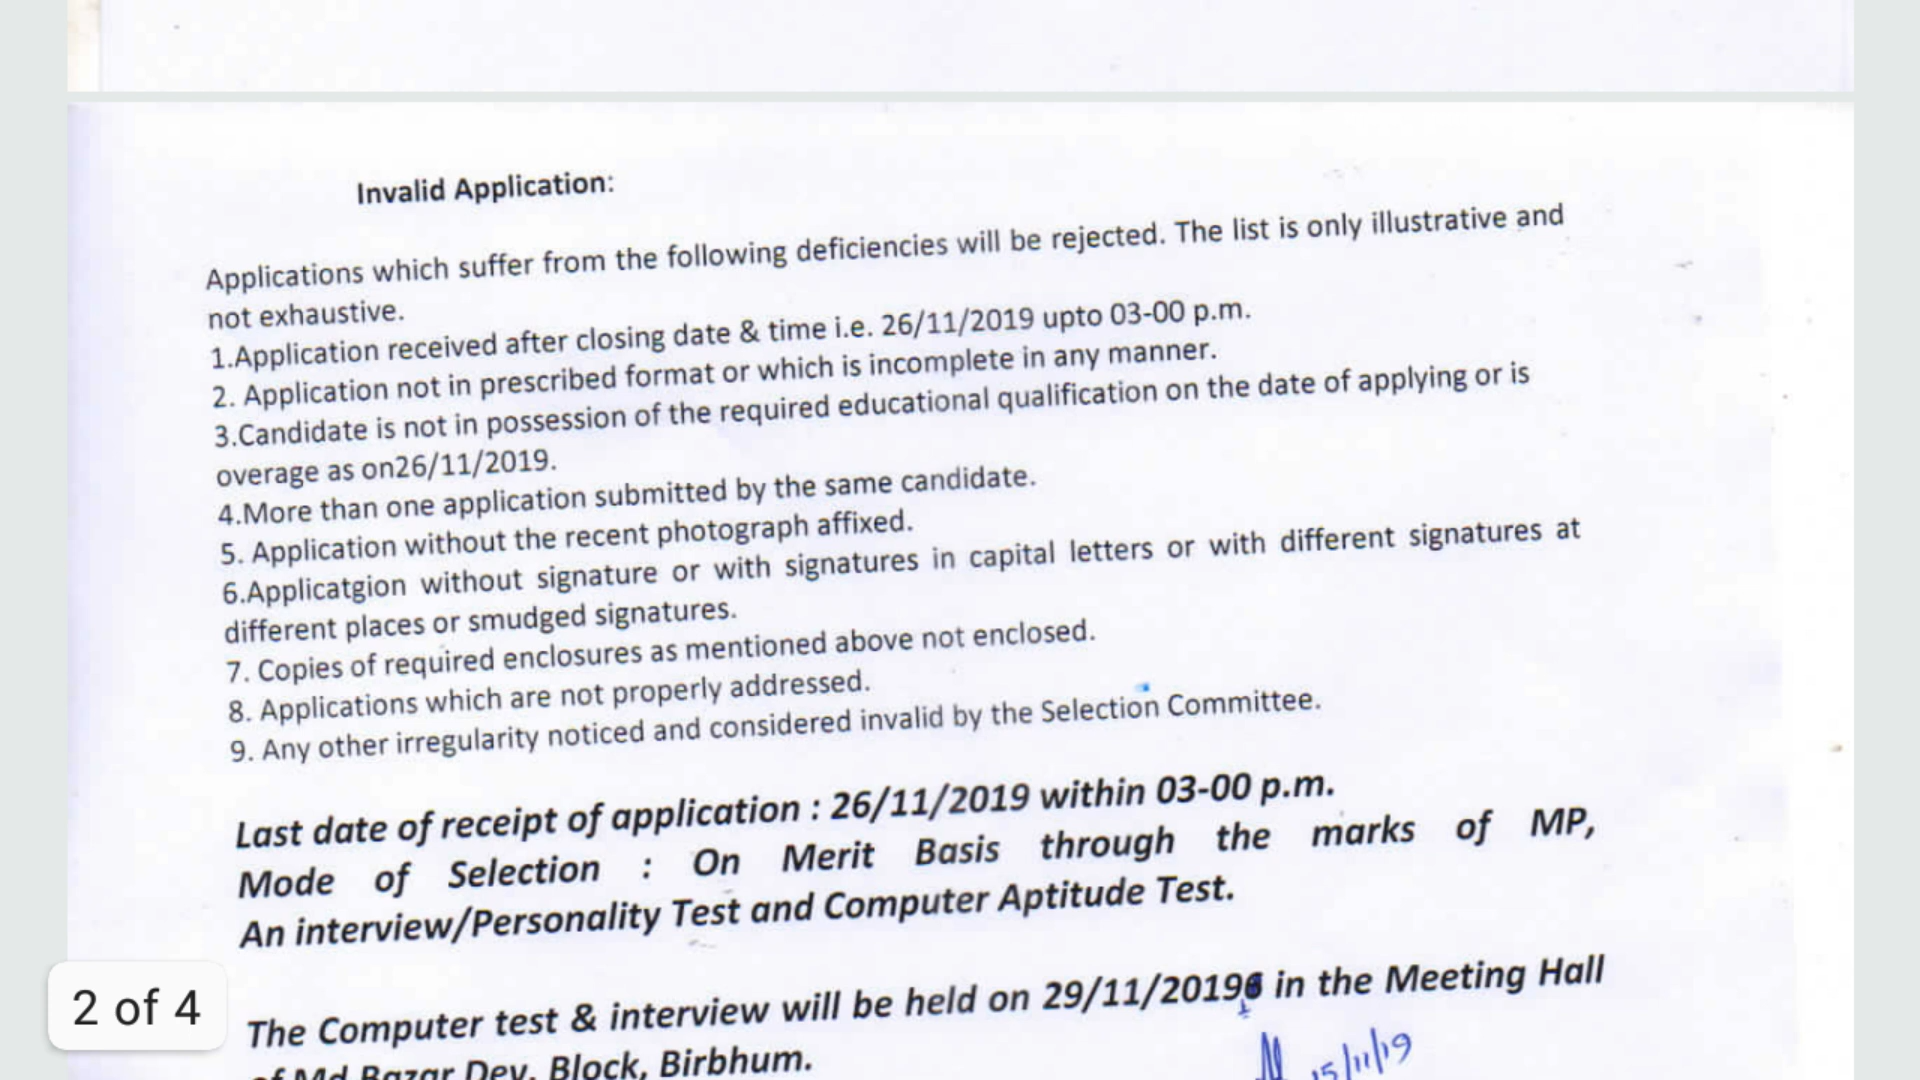 Invalid Application:
Applications which suffer from the following deficiencies will be rejected. The list is only illustrative and
not exhaustive.
1.Application received after closing date & time i.e. 26/11/2019 upto 03-00 p.m.
2. Application not in prescribed format or which is incomplete in any manner.
3.Candidate is not in possession of the required educational qualification on the date of applying or is
overage as on26/11/2019.
4.More than one application submitted by the same candidate.
5. Application without the recent photograph affixed.
6.Applicatgion without signature or with signatures in capital letters or with different signatures at
different places or smudged signatures.
7. Copies of required enclosures as mentioned above not enclosed.
8. Applications which are not properly addressed.
9. Any other irregularity noticed and considered invalid by the Selection Committee.
Last date of receipt of application : 26/11/2019 within 03-00 p.m.
Mode of Selection : On Merit Basis through the marks of MP,
An interview/Personality Test and Computer Aptitude Test.
The Computer test & interview will be held on 29/11/2019 in the Meeting Hall
of Md Bazar Dev. Block, Birbhum.
15/11/19
2 of 4